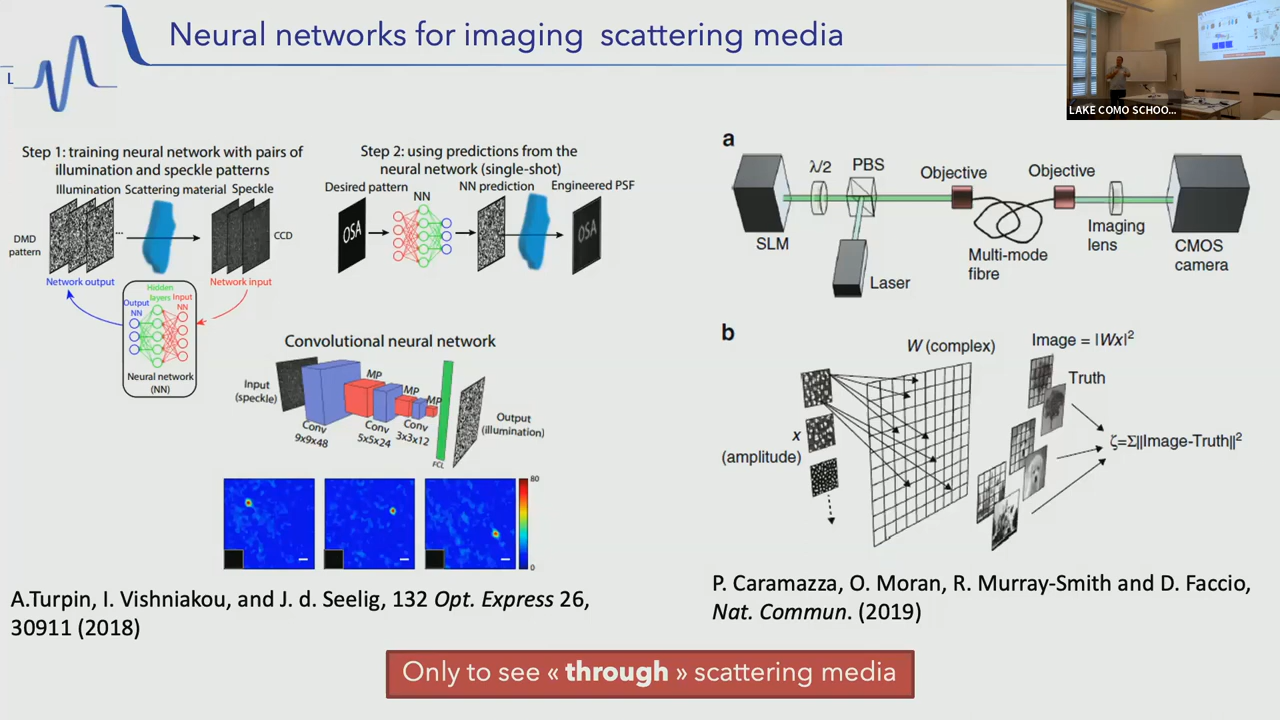 Neural networks for imaging scattering media
L
LAKE COMO SCHOO...
Step 1: training neural network with pairs of
illumination and speckle patterns
Illumination
Scattering material
Speckle
DMD
pattern
...
CCD
Network output
Network input
Hidden
layers
Output
NN
Input
NN
Neural network
(NN)
Step 2: using predictions from the
neural network (single-shot)
Desired pattern
NN
NN prediction
Engineered PSF
OSA
OSA
Convolutional neural network
Input
(speckle)
MP
MP
MP
Conv
9x9x48
Conv
5x5x24
Conv
3x3x12
FCL
Output
(illumination)
80
0
A.Turpin, I. Vishniakou, and J. d. Seelig, 132 Opt. Express 26,
30911 (2018)
a
SLM
λ/2
PBS
Laser
Objective
Multi-mode
fibre
Objective
Imaging
lens
CMOS
camera
b
x
(amplitude)
W (complex)
Image = |Wx|²
Truth
ζ=Σ||Image-Truth||²
P. Caramazza, O. Moran, R. Murray-Smith and D. Faccio,
Nat. Commun. (2019)
Only to see « through » scattering media